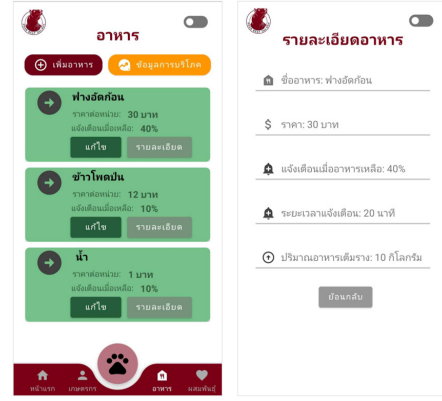 อาหาร
เพิ่มอาหาร
ข้อมูลการบริโภค
ฟางอัดก้อน
ราคาต่อหน่วย: 30 บาท
แจ้งเตือนเมื่อเหลือ: 40%
แก้ไข
รายละเอียด
ข้าวโพดป่น
ราคาต่อหน่วย: 12 บาท
แจ้งเตือนเมื่อเหลือ: 10%
แก้ไข
รายละเอียด
น้ำ
ราคาต่อหน่วย: 1 บาท
แจ้งเตือนเมื่อเหลือ: 10%
แก้ไข
รายละเอียด
หน้าแรก
เกษตรกร
อาหาร
ผสมพันธุ์
รายละเอียดอาหาร
ชื่ออาหาร: ฟางอัดก้อน
ราคา: 30 บาท
แจ้งเตือนเมื่ออาหารเหลือ: 40%
ระยะเวลาแจ้งเตือน: 20 นาที
ปริมาณอาหารเต็มราง: 10 กิโลกรัม
ย้อนกลับ